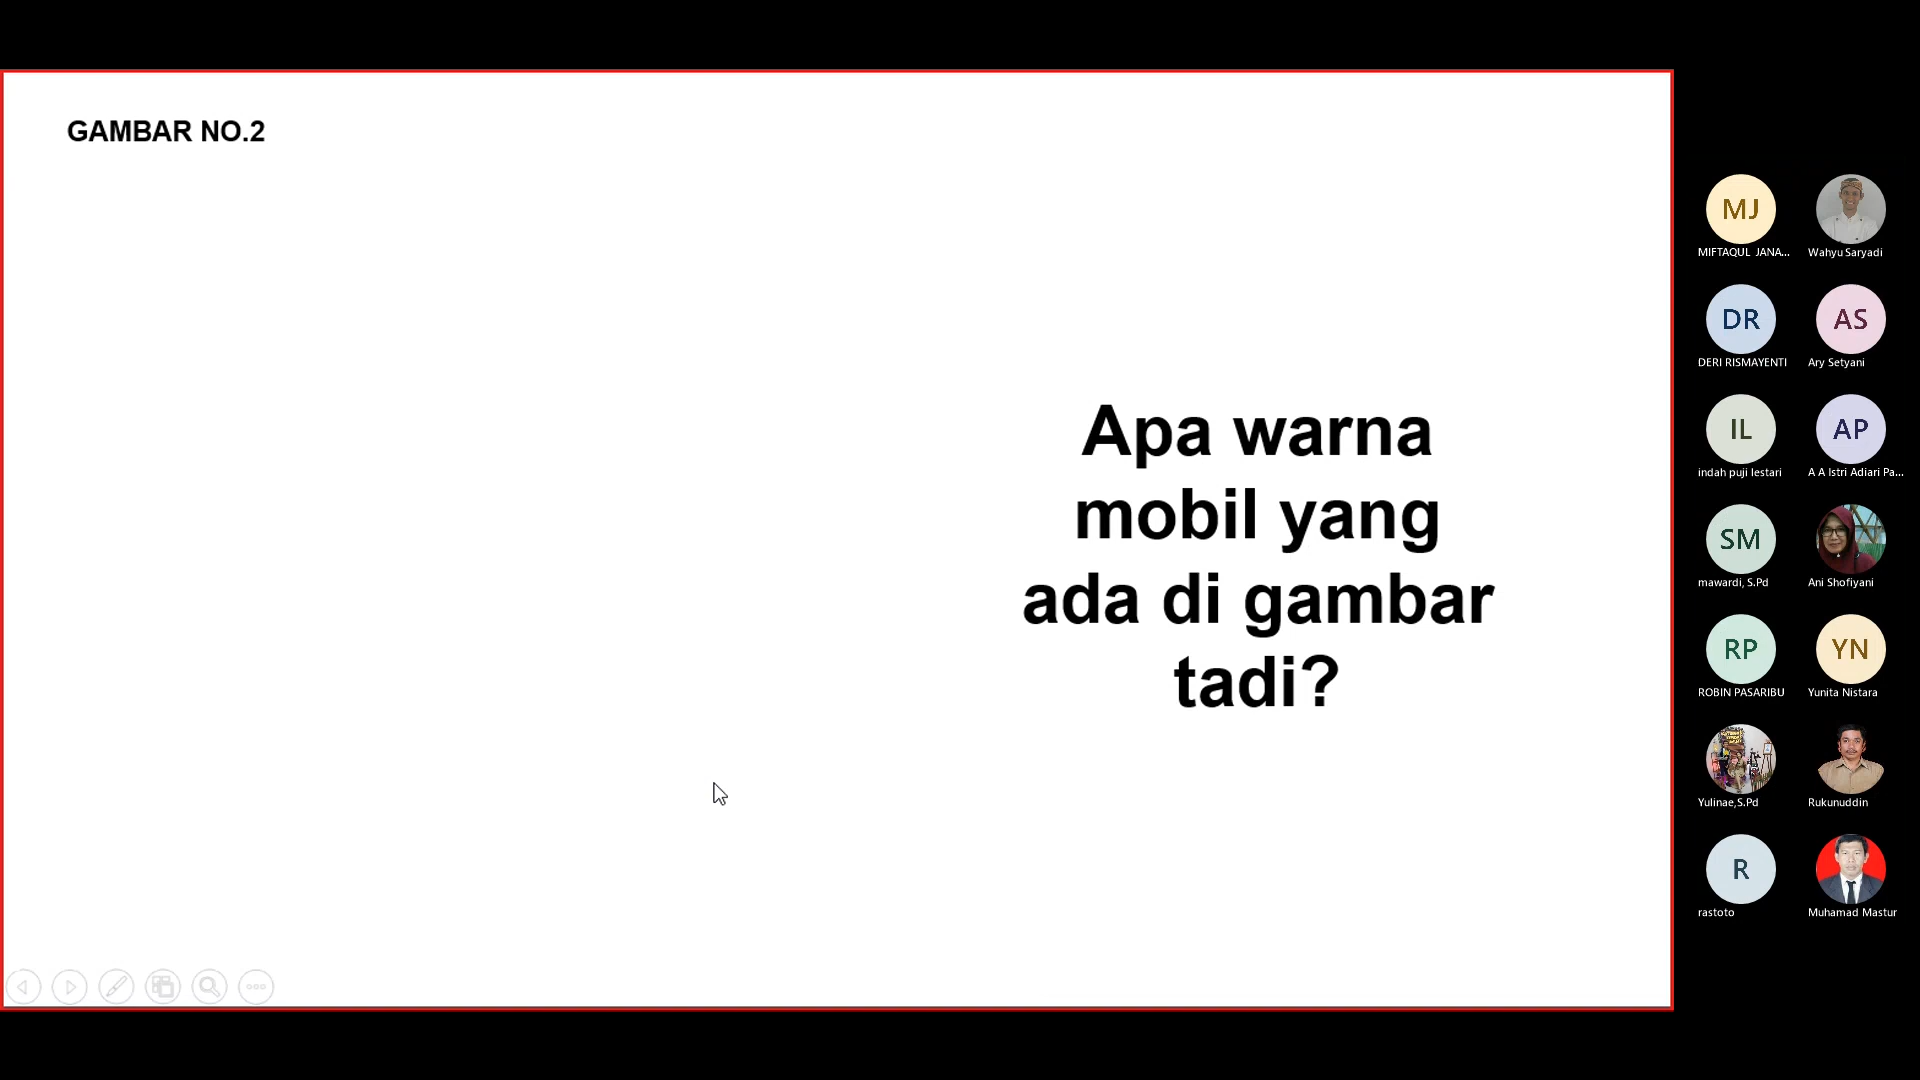 GAMBAR NO.2
Apa warna
mobil yang
ada di gambar
tadi?
MJ
MIFTAQUL JANA...
Wahyu Saryadi
DR
DERI RISMAYENTI
AS
Ary Setyani
IL
indah puji lestari
AP
A A Istri Adiari Pa...
SM
mawardi, S.Pd
Ani Shofiyani
RP
ROBIN PASARIBU
YN
Yunita Nistara
Yulinae,S.Pd
Rukunuddin
R
rastoto
Muhamad Mastur